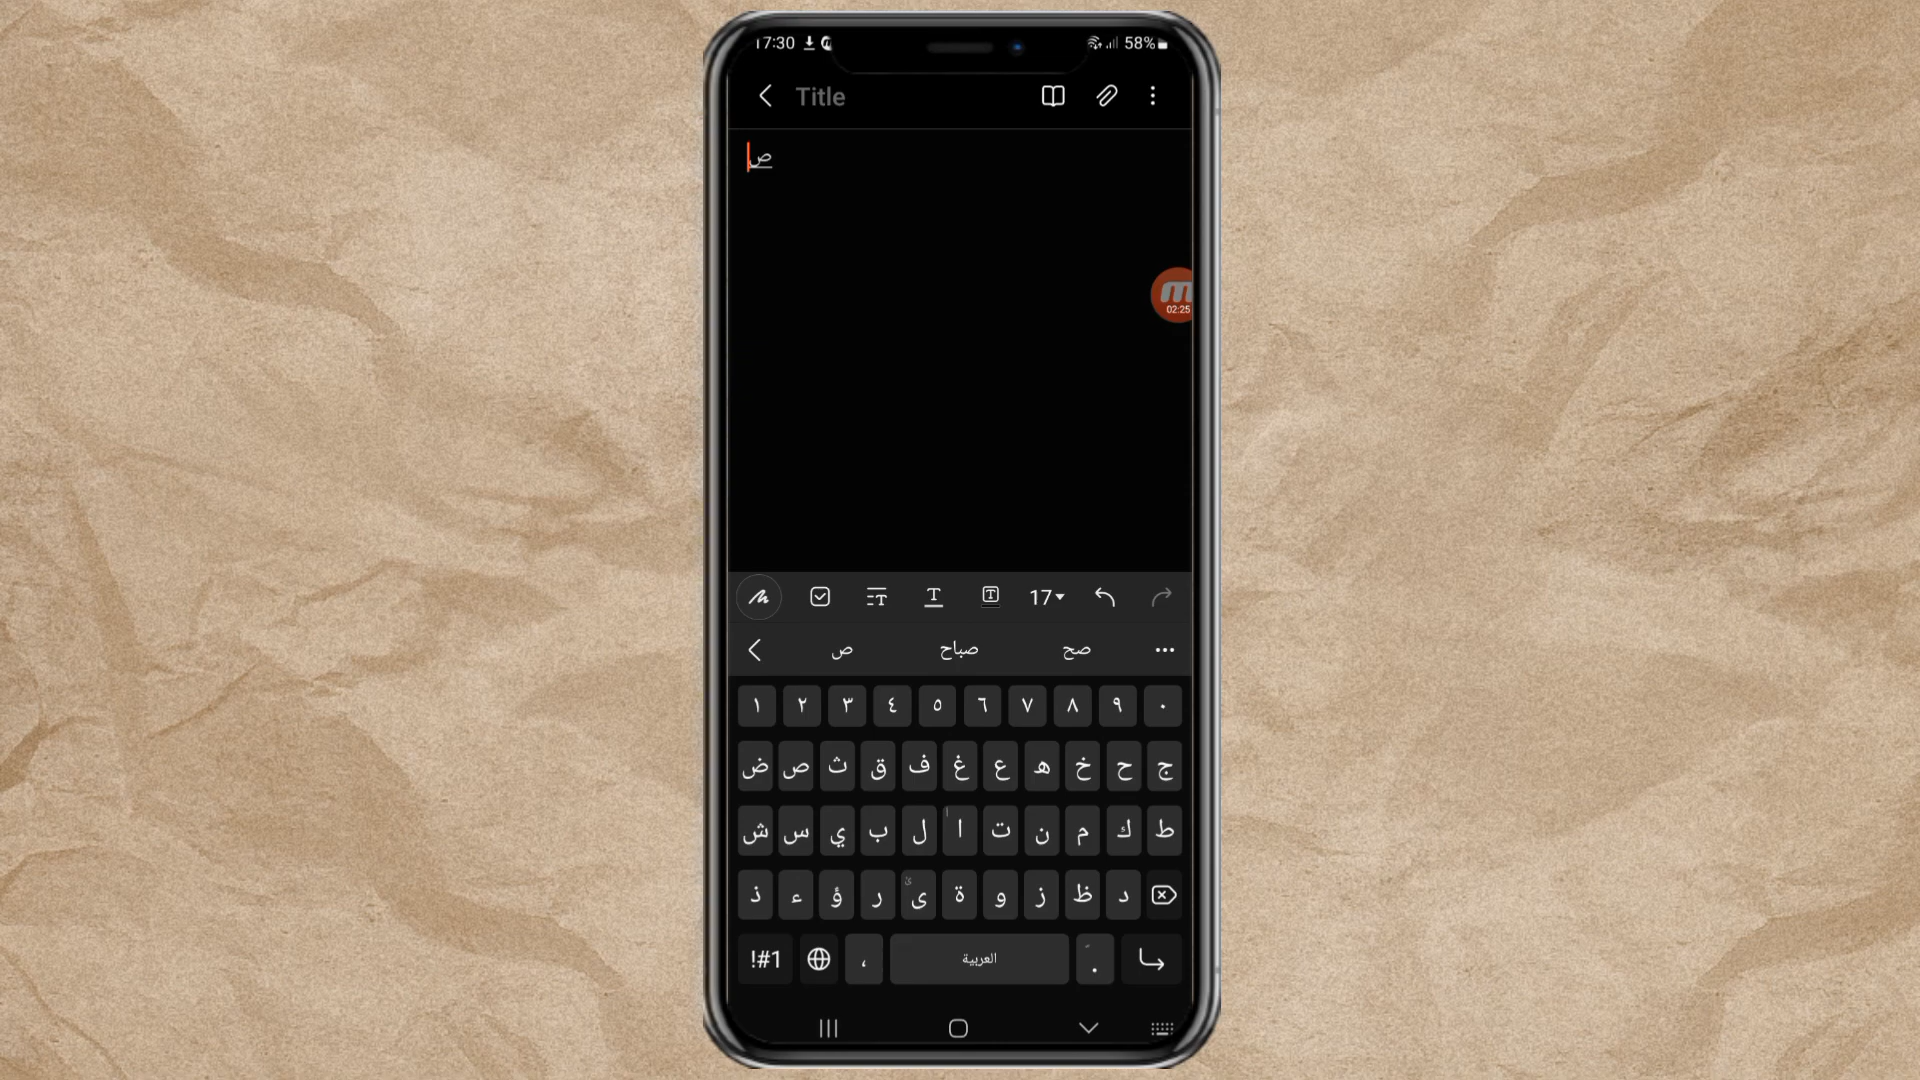 17:30 58%
Title
ص
m
02:25
17
ص صباح صح
١ ٢ ٣ ٤ ٥ ٦ ٧ ٨ ٩ ٠
ض ص ث ق ف غ ع ه خ ح ج
ش س ي ب ل ا ت ن م ك ط
ذ ء ؤ ر ى ة و ز ظ د
!#1 ، العربية .